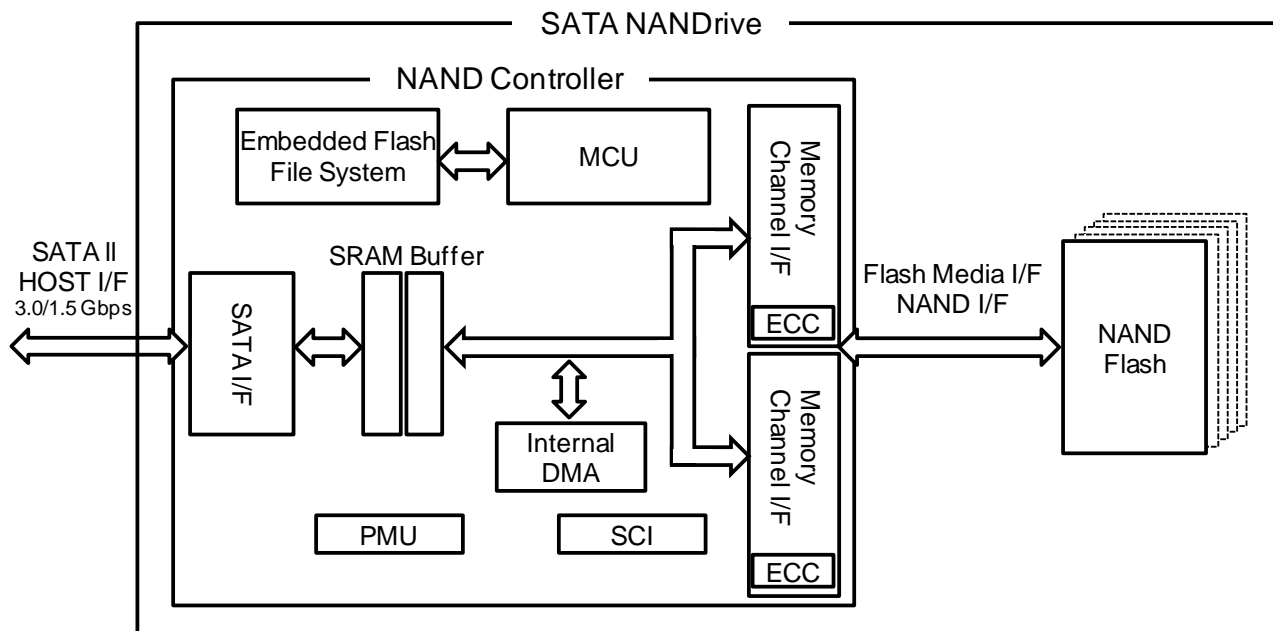 SATA NANDrive
NAND Controller
Embedded Flash
File System
MCU
Memory
Channel I/F
ECC
SATA II
HOST I/F
3.0/1.5 Gbps
SRAM Buffer
SATA I/F
Flash Media I/F
NAND I/F
NAND
Flash
Internal
DMA
Memory
Channel I/F
ECC
PMU
SCI